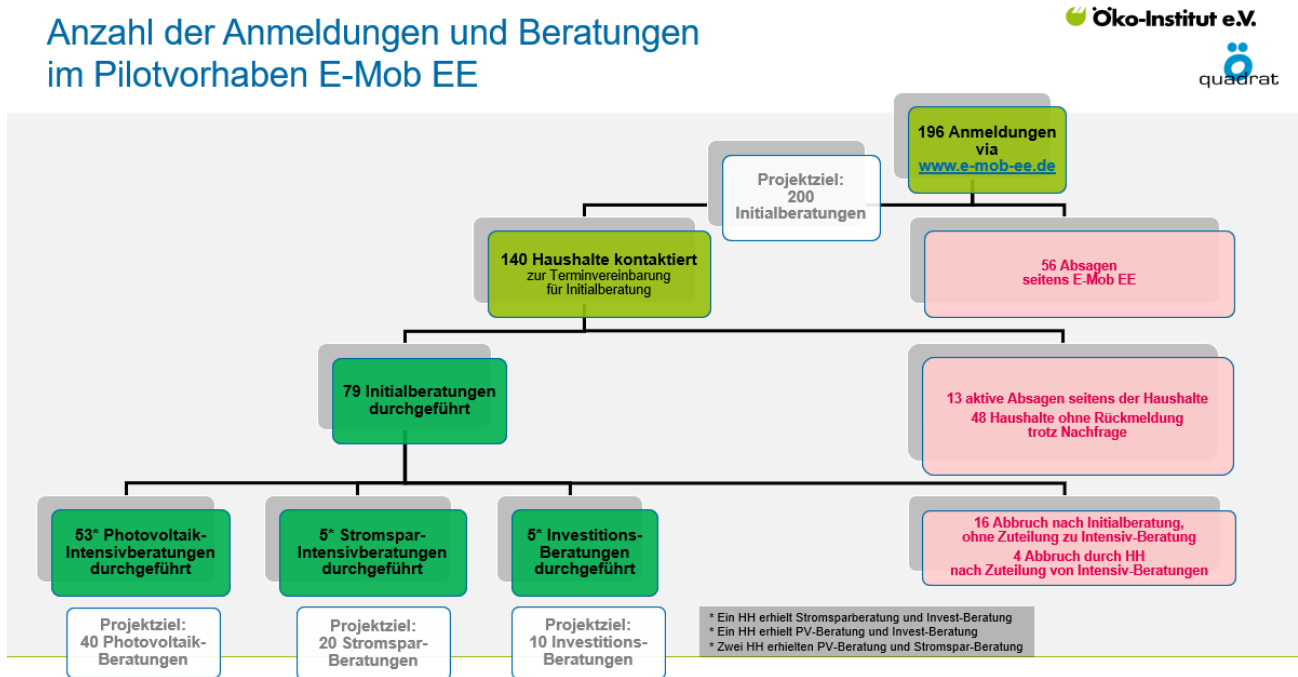 Anzahl der Anmeldungen und Beratungen
im Pilotvorhaben E-Mob EE
Öko-Institut e.V.
quadrat
196 Anmeldungen
via
www.e-mob-ee.de
Projektziel:
200
Initialberatungen
140 Haushalte kontaktiert
zur Terminvereinbarung
für Initialberatung
56 Absagen
seitens E-Mob EE
79 Initialberatungen
durchgeführt
13 aktive Absagen seitens der Haushalte
48 Haushalte ohne Rückmeldung
trotz Nachfrage
53* Photovoltaik-
Intensivberatungen
durchgeführt
5* Stromspar-
Intensivberatungen
durchgeführt
5* Investitions-
Beratungen
durchgeführt
16 Abbruch nach Initialberatung,
ohne Zuteilung zu Intensiv-Beratung
4 Abbruch durch HH
nach Zuteilung von Intensiv-Beratungen
Projektziel:
40 Photovoltaik-
Beratungen
Projektziel:
20 Stromspar-
Beratungen
Projektziel:
10 Investitions-
Beratungen
* Ein HH erhielt Stromsparberatung und Invest-Beratung
* Ein HH erhielt PV-Beratung und Invest-Beratung
* Zwei HH erhielten PV-Beratung und Stromspar-Beratung